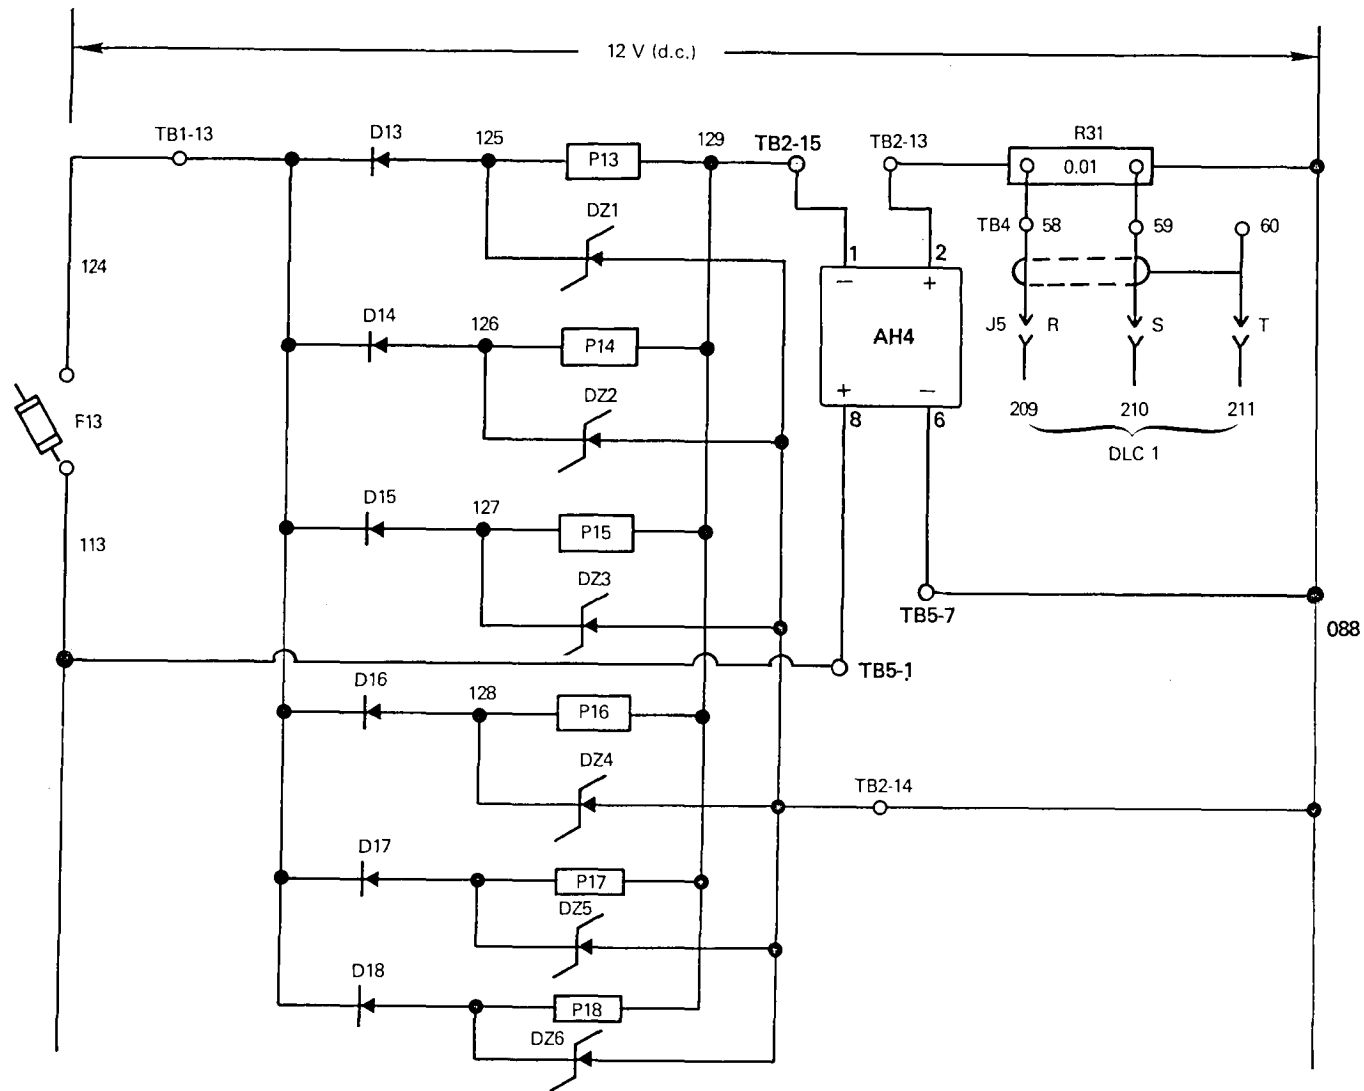 12 V (d.c.)
TB1-13
D13
125
P13
129
TB2-15
TB2-13
R31
0.01
DZ1
TB4
58
59
60
124
1
2
−
+
D14
126
P14
J5
R
S
T
AH4
DZ2
+
−
F13
8
6
209
210
211
DLC 1
D15
127
P15
113
DZ3
TB5-7
088
TB5-1
D16
128
P16
DZ4
TB2-14
D17
P17
DZ5
D18
P18
DZ6